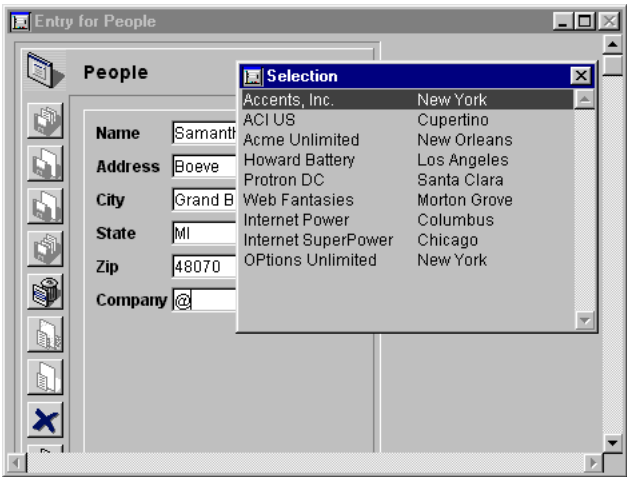 Entry for People
People
Selection
Accents, Inc. New York
ACI US Cupertino
Acme Unlimited New Orleans
Howard Battery Los Angeles
Protron DC Santa Clara
Web Fantasies Morton Grove
Internet Power Columbus
Internet SuperPower Chicago
OPtions Unlimited New York
Name Samanth
Address Boeve
City Grand B
State MI
Zip 48070
Company @